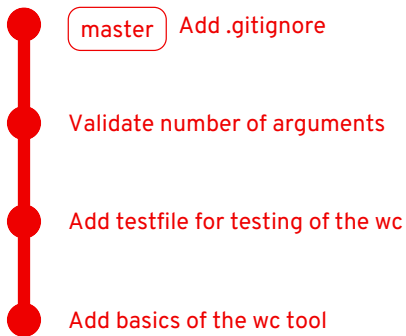 master Add .gitignore
Validate number of arguments
Add testfile for testing of the wc
Add basics of the wc tool